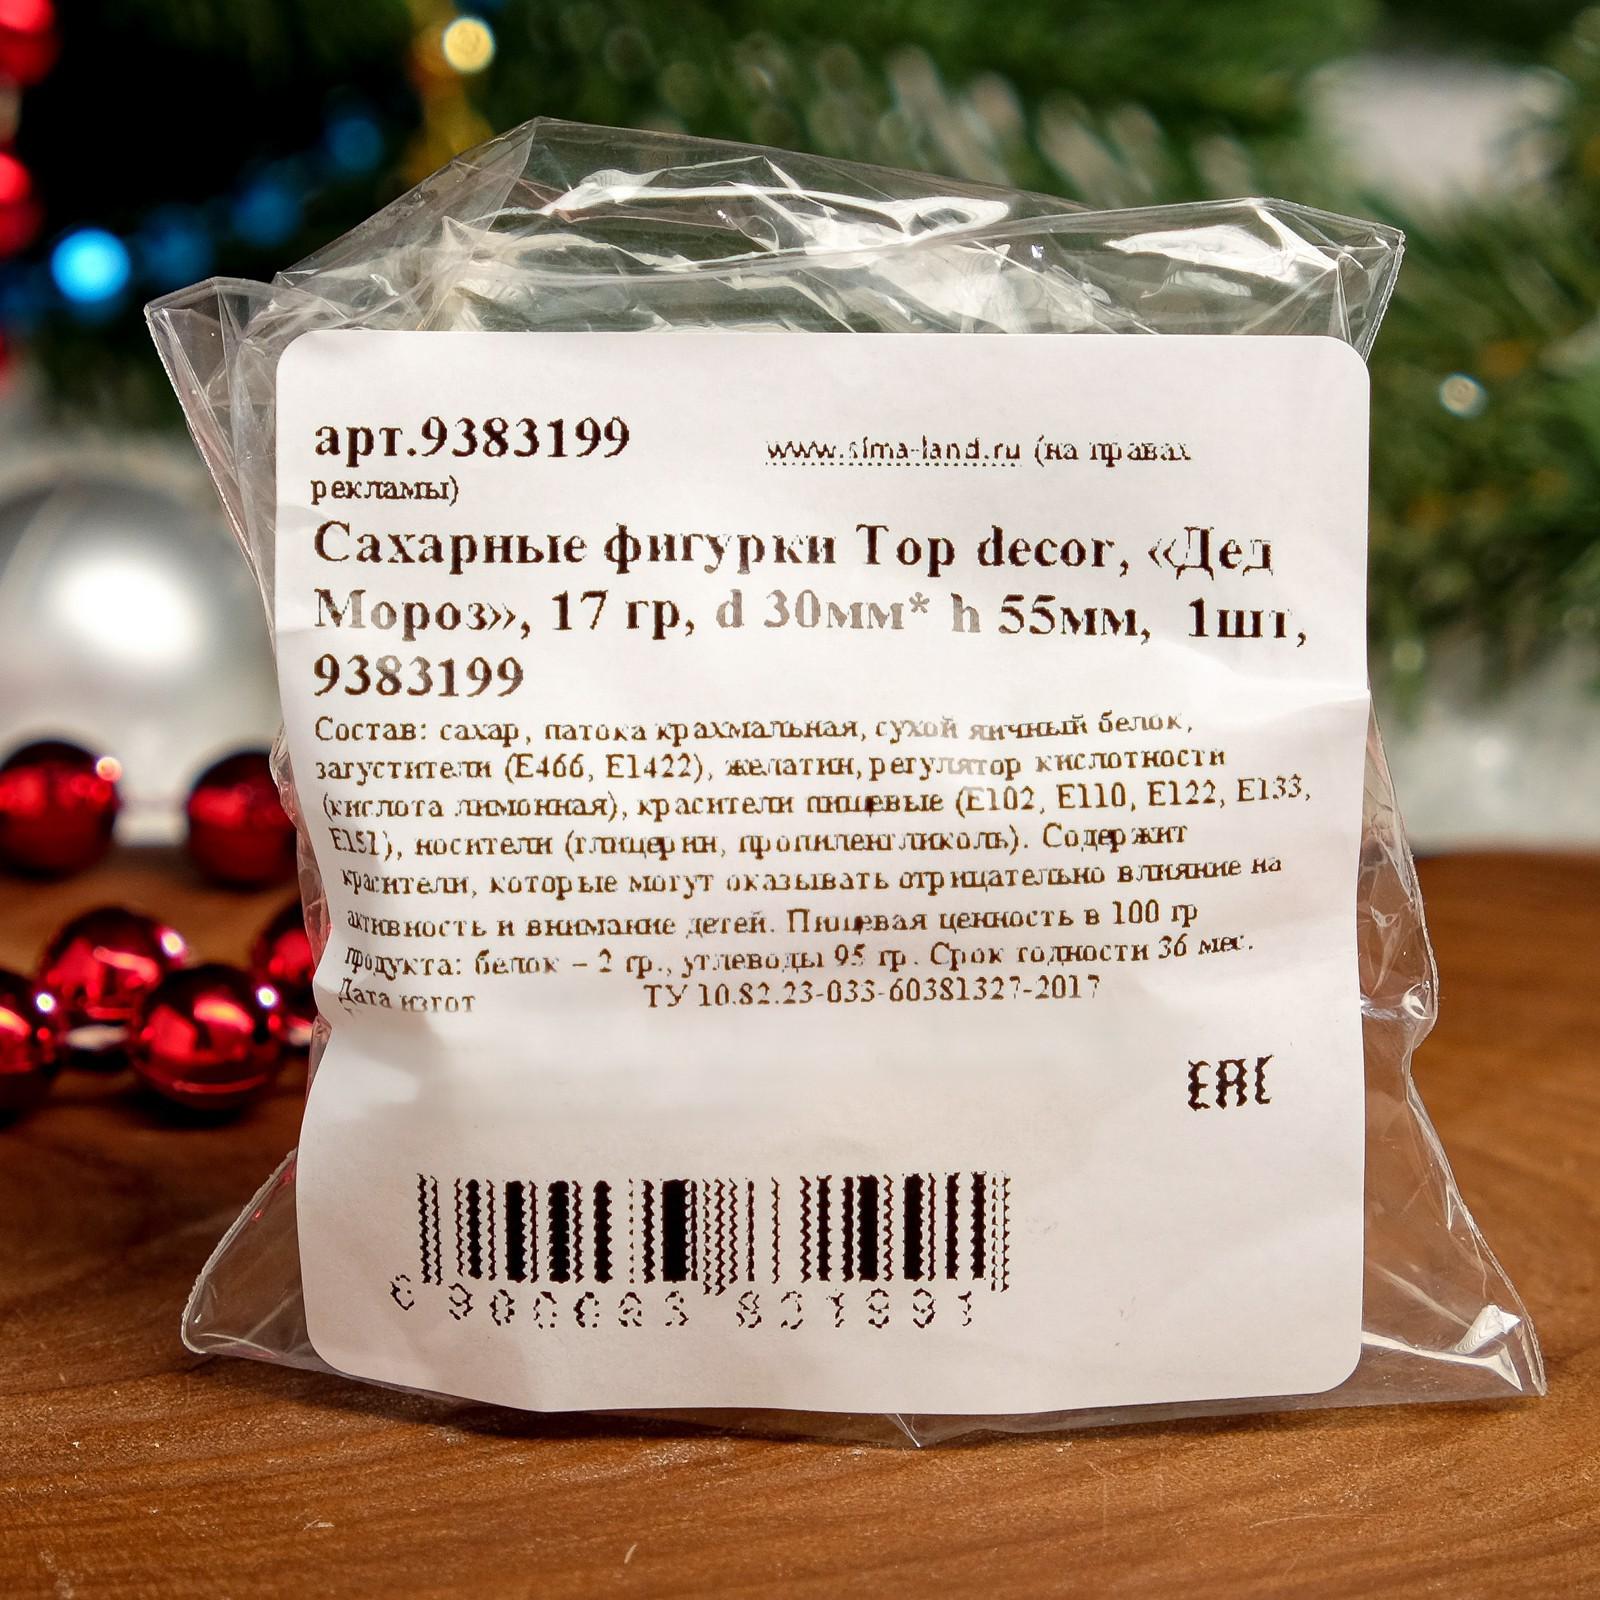 арт.9383199 www.sima-land.ru (на правах
рекламы)
Сахарные фигурки Top decor, «Дед
Мороз», 17 гр, d 30мм* h 55мм, 1шт,
9383199
Состав: сахар, патока крахмальная, сухой яичный белок,
загустители (Е466, Е1422), желатин, регулятор кислотности
(кислота лимонная), красители пищевые (Е102, Е110, Е122, Е133,
Е151), носители (глицерин, пропиленгликоль). Содержит
красители, которые могут оказывать отрицательно влияние на
активность и внимание детей. Пищевая ценность в 100 гр
продукта: белок – 2 гр., углеводы 95 гр. Срок годности 36 мес.
Дата изгот ТУ 10.82.23-033-60381327-2017
ЕАС